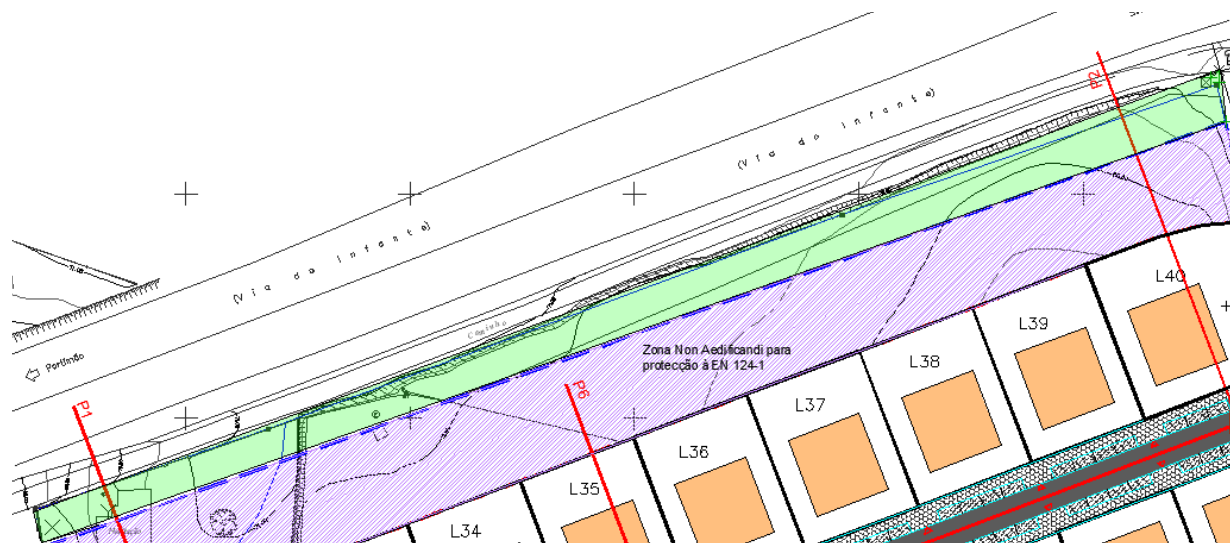 P2
(Via do Infante)
(Via do Infante)
Caminho
Portimão
Zona Non Aedificandi para
protecção à EN 124-1
P1
P6
L40
L39
L38
L37
L36
L35
L34